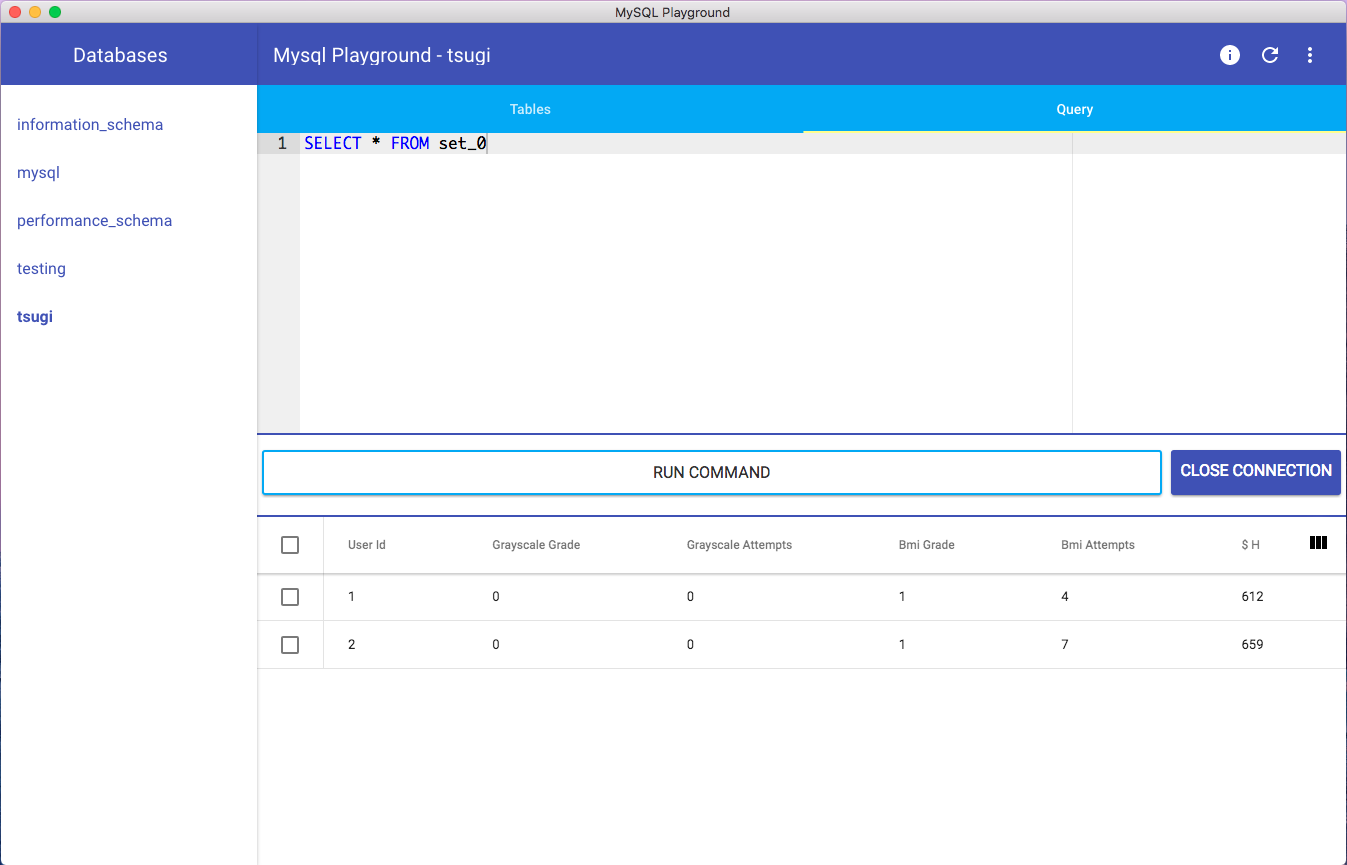 MySQL Playground
Databases
Mysql Playground - tsugi
information_schema
mysql
performance_schema
testing
tsugi
Tables
Query
1 SELECT * FROM set_0
RUN COMMAND
CLOSE CONNECTION
User Id Grayscale Grade Grayscale Attempts Bmi Grade Bmi Attempts $ H
1 0 0 1 4 612
2 0 0 1 7 659